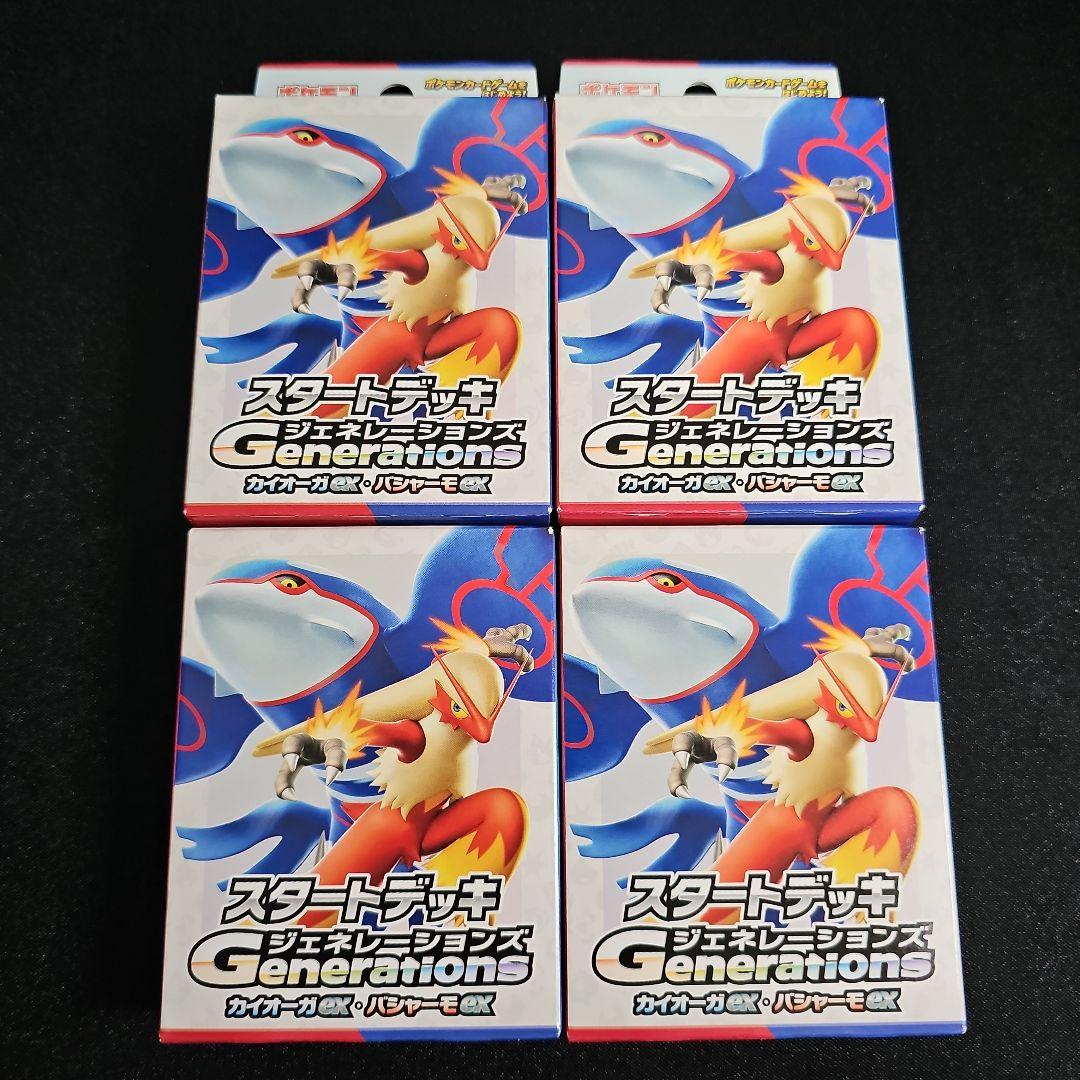 ポケモン
ポケモンカードゲームを
はじめよう!
ポケモン
ポケモンカードゲームを
はじめよう!
スタートデッキ
ジェネレーションズ
Generations
カイオーガex・バシャーモex
スタートデッキ
ジェネレーションズ
Generations
カイオーガex・バシャーモex
スタートデッキ
ジェネレーションズ
Generations
カイオーガex・バシャーモex
スタートデッキ
ジェネレーションズ
Generations
カイオーガex・バシャーモex